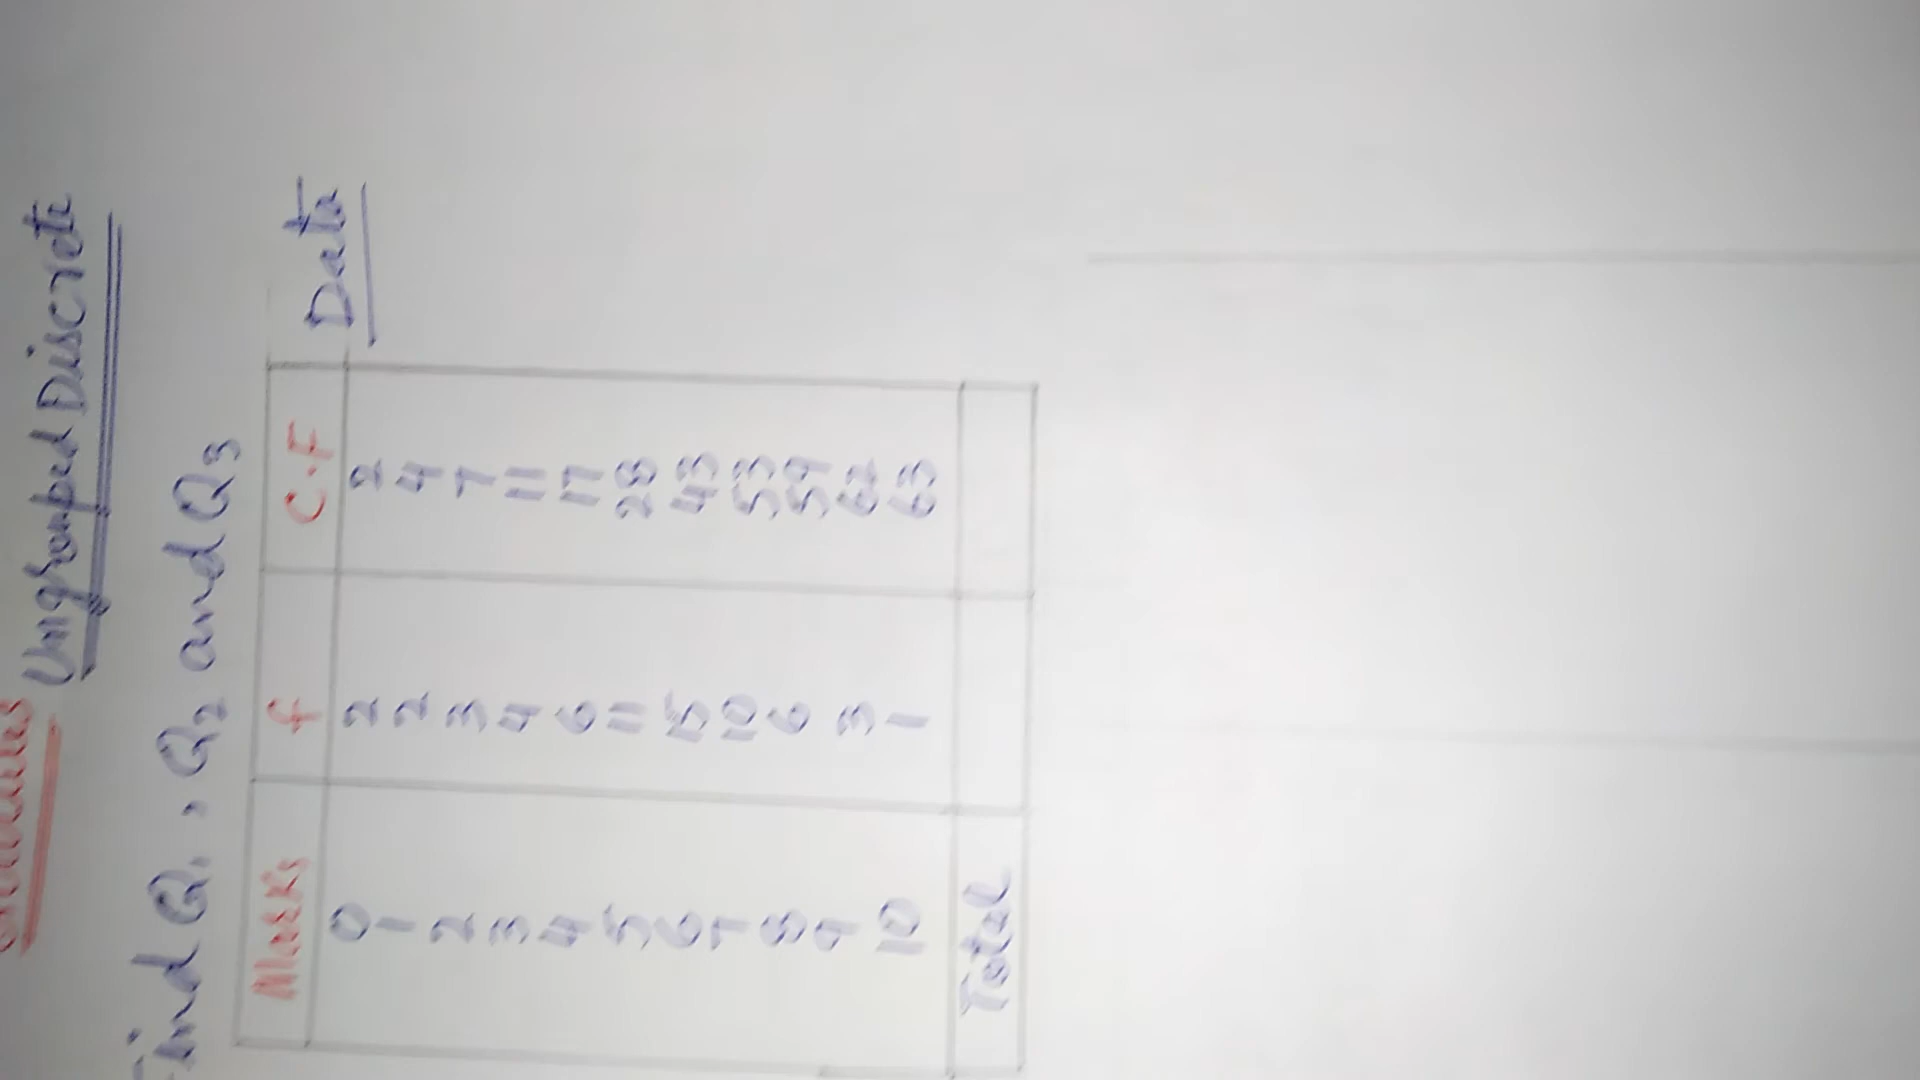 Ungrouped Discrete
Data
Find Q1, Q2 and Q3
Marks f C.F
0 2 2
1 2 4
2 3 7
3 4 11
4 6 17
5 11 28
6 15 43
7 10 53
8 6 59
9 3 62
10 1 63
Total